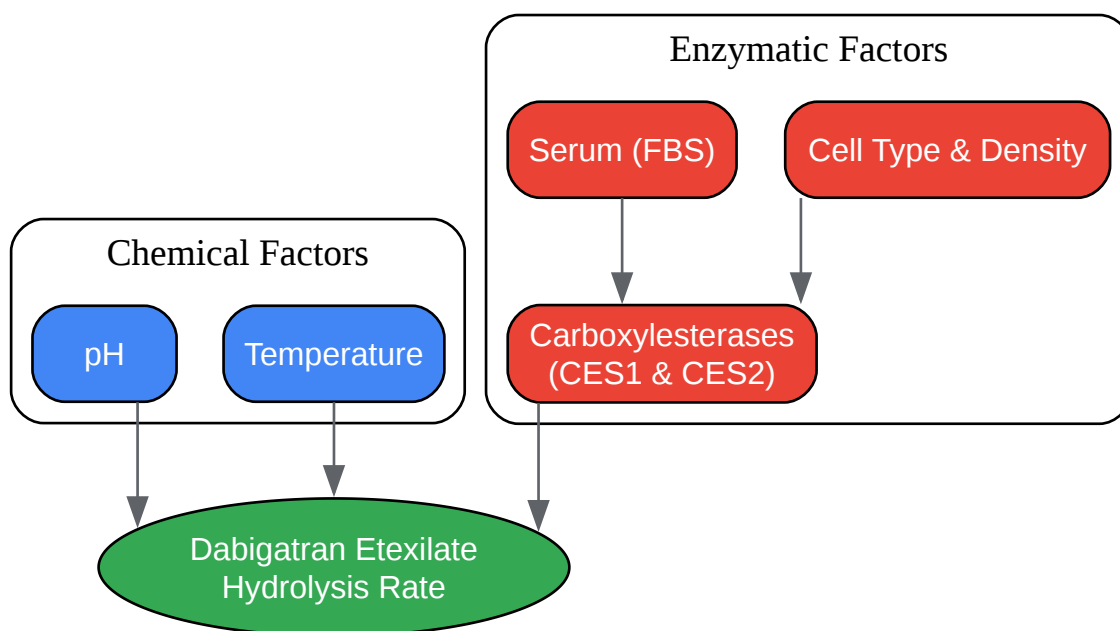 Enzymatic Factors
Serum (FBS)
Cell Type & Density
Chemical Factors
pH
Temperature
Carboxylesterases
(CES1 & CES2)
Dabigatran Etexilate
Hydrolysis Rate